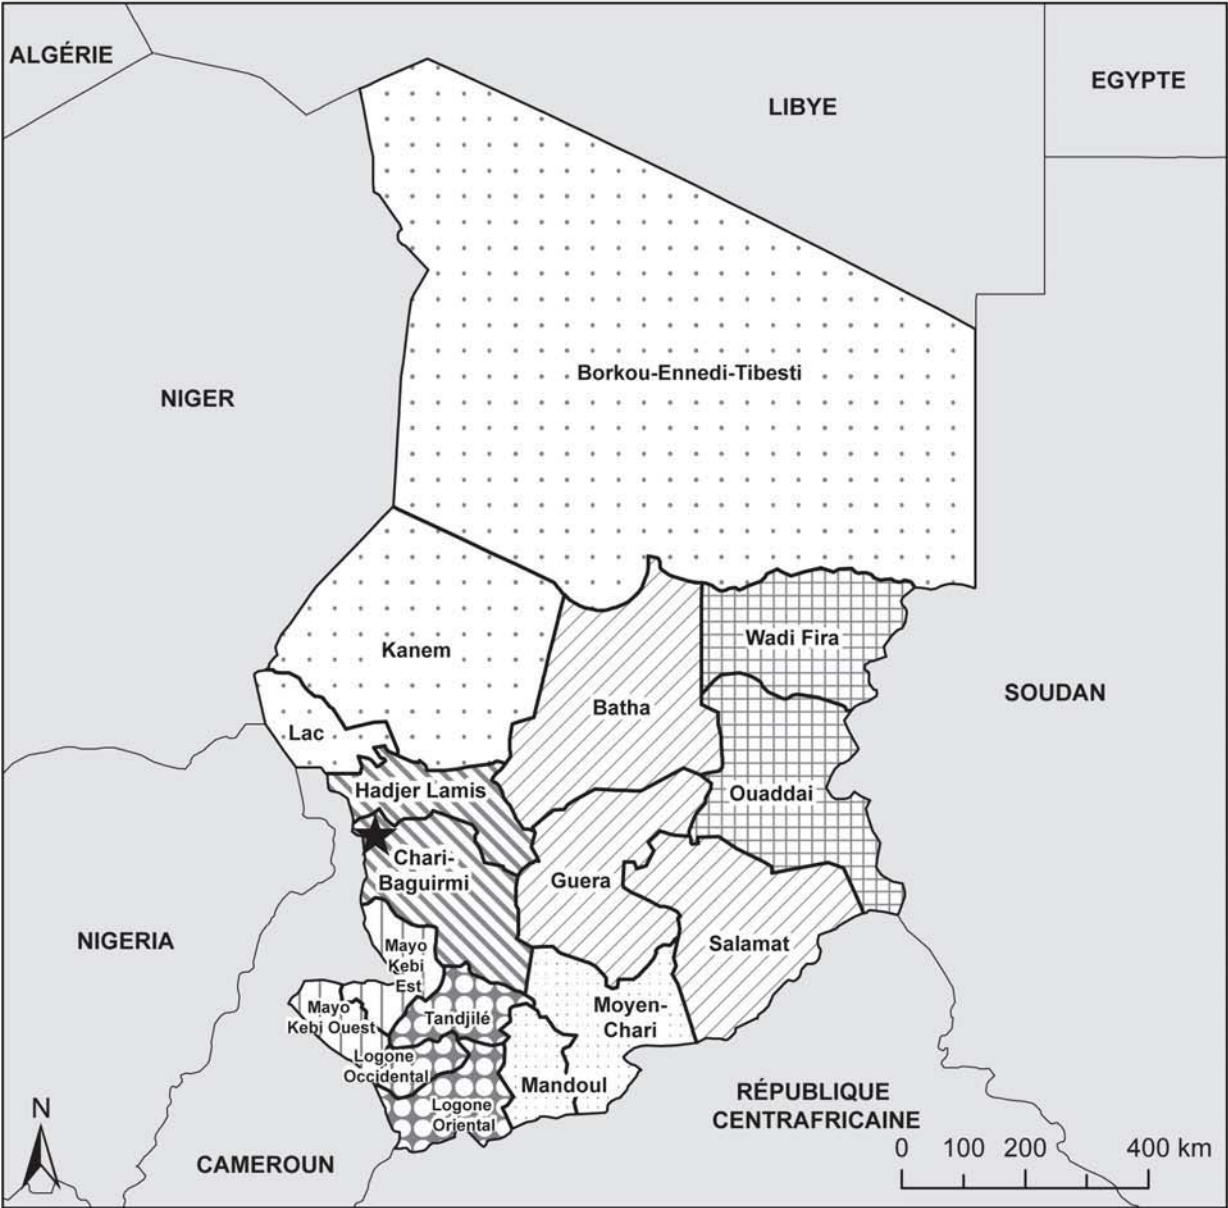 ALGÉRIE
EGYPTE
LIBYE
Borkou-Ennedi-Tibesti
NIGER
Wadi Fira
Kanem
SOUDAN
Batha
Lac
Hadjer Lamis
Ouaddai
Chari-
Baguirmi
Guera
NIGERIA
Salamat
Mayo
Kebi
Est
Moyen-
Chari
Mayo
Kebi Ouest
Tandjilé
Logone
Occidental
Mandoul
Logone
Oriental
RÉPUBLIQUE
CENTRAFRICAINE
N
CAMEROUN
0 100 200 400 km